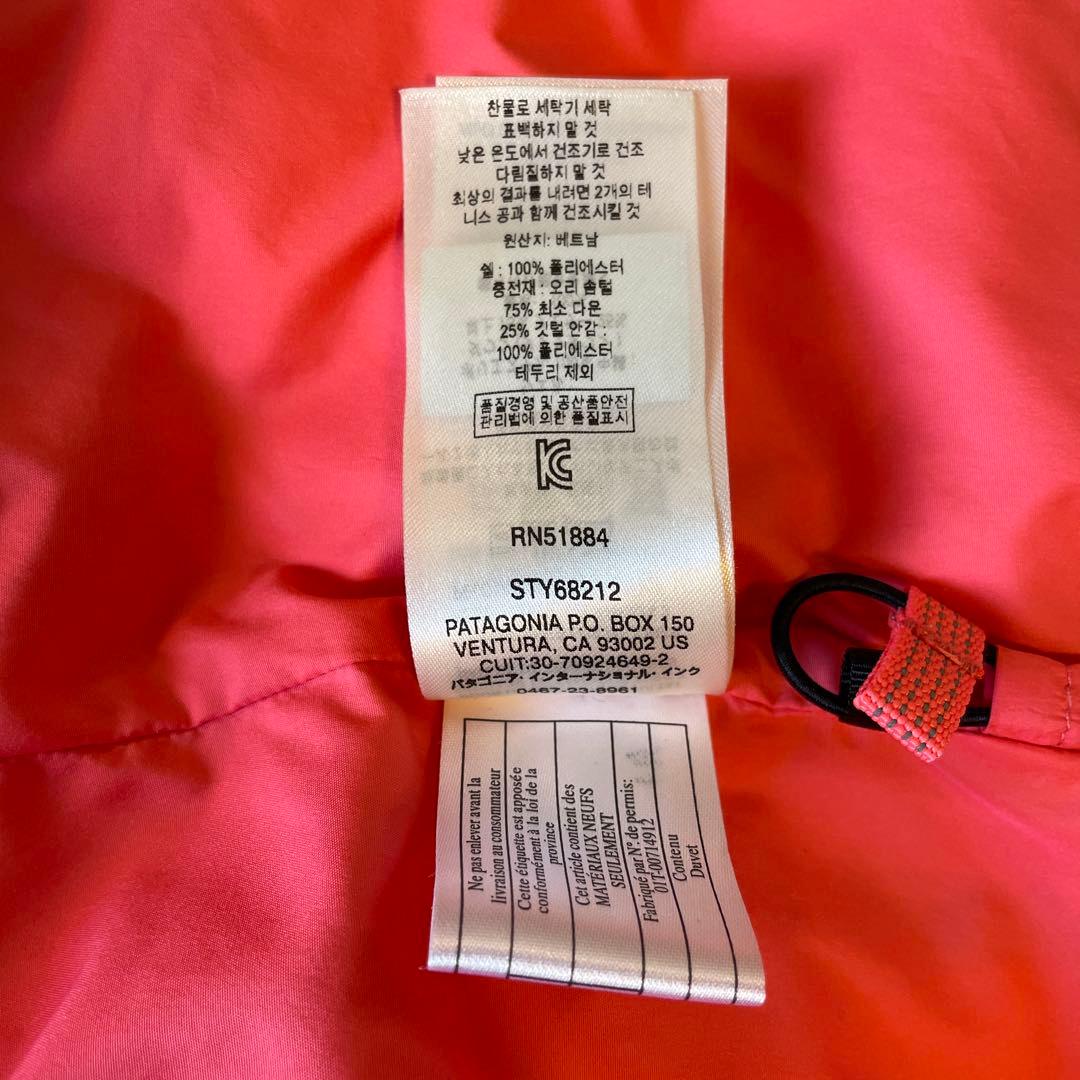 찬물로 세탁기 세탁
표백하지 말 것
낮은 온도에서 건조기로 건조
다림질하지 말 것
최상의 결과를 내려면 2개의 테
니스 공과 함께 건조시킬 것
원산지: 베트남
쉘 : 100% 폴리에스터
충전재 : 오리 솜털
75% 최소 다운
25% 깃털 안감 :
100% 폴리에스터
테두리 제외
품질경영 및 공산품안전
관리법에 의한 품질표시
RN51884
STY68212
PATAGONIA P.O. BOX 150
VENTURA, CA 93002 US
CUIT:30-70924649-2
パタゴニア・インターナショナル・インク
0467-23-8961
Ne pas enlever avant la
livraison au consommateur
Cette étiquette est apposée
conformément à la loi de la
province
Cet article contient des
MATÉRIAUX NEUFS
SEULEMENT
Fabriqué par N°. de permis:
01T-00714912
Contenu
Duvet